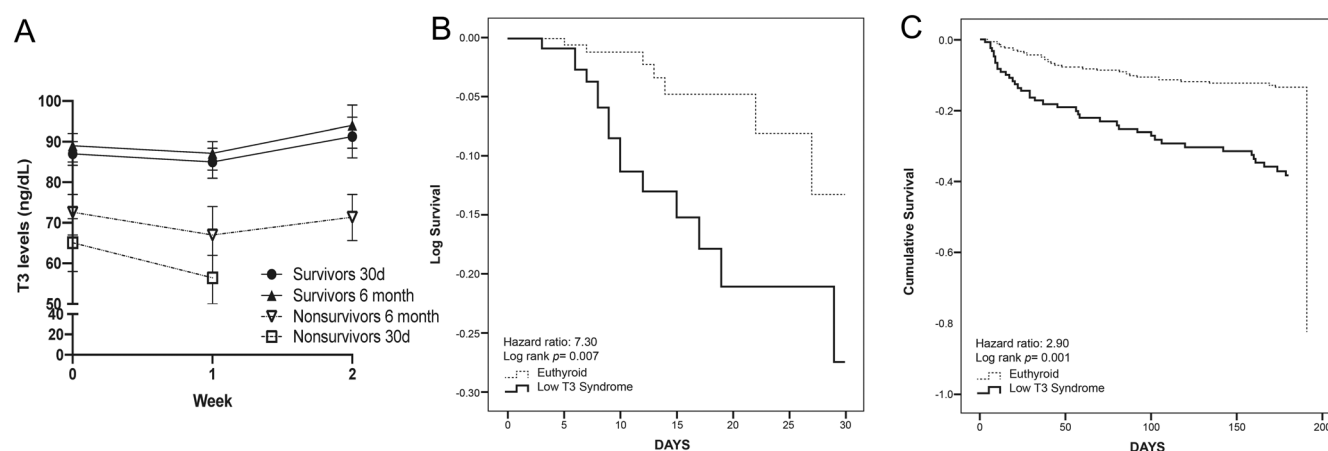 A
T3 levels (ng/dL)
100
90
80
70
60
50
40
20
0
0
1
2
Week
Survivors 30d
Survivors 6 month
Nonsurvivors 6 month
Nonsurvivors 30d
B
Log Survival
0.00
-0.05
-0.10
-0.15
-0.20
-0.25
-0.30
Hazard ratio: 7.30
Log rank p= 0.007
Euthyroid
Low T3 Syndrome
0
5
10
15
20
25
30
DAYS
C
Cumulative Survival
0.0
-0.2
-0.4
-0.6
-0.8
-1.0
Hazard ratio: 2.90
Log rank p= 0.001
Euthyroid
Low T3 Syndrome
0
50
100
150
200
DAYS